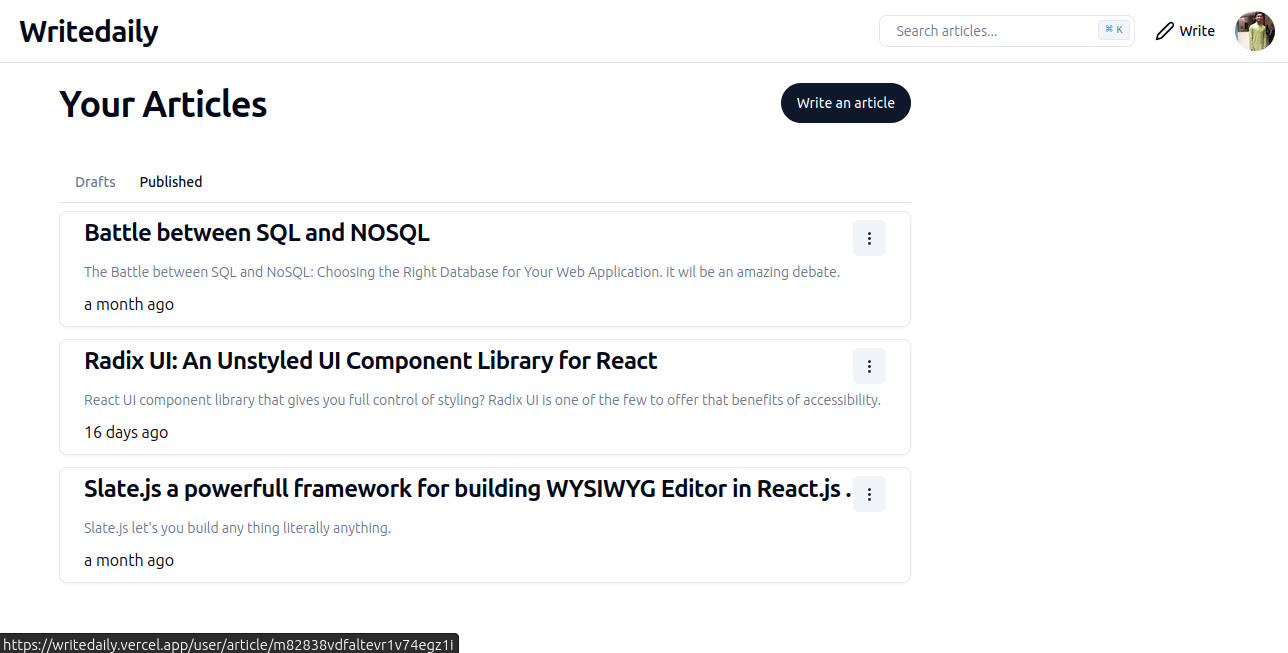 Writedaily
Search articles...
⌘ K
Write
Your Articles
Write an article
Drafts
Published
Battle between SQL and NOSQL
The Battle between SQL and NoSQL: Choosing the Right Database for Your Web Application. it wil be an amazing debate.
a month ago
Radix UI: An Unstyled UI Component Library for React
React UI component library that gives you full control of styling? Radix UI is one of the few to offer that benefits of accessibility.
16 days ago
Slate.js a powerfull framework for building WYSIWYG Editor in React.js .
Slate.js let's you build any thing literally anything.
a month ago
https://writedaily.vercel.app/user/article/m82838vdfaltevr1v74egz1i